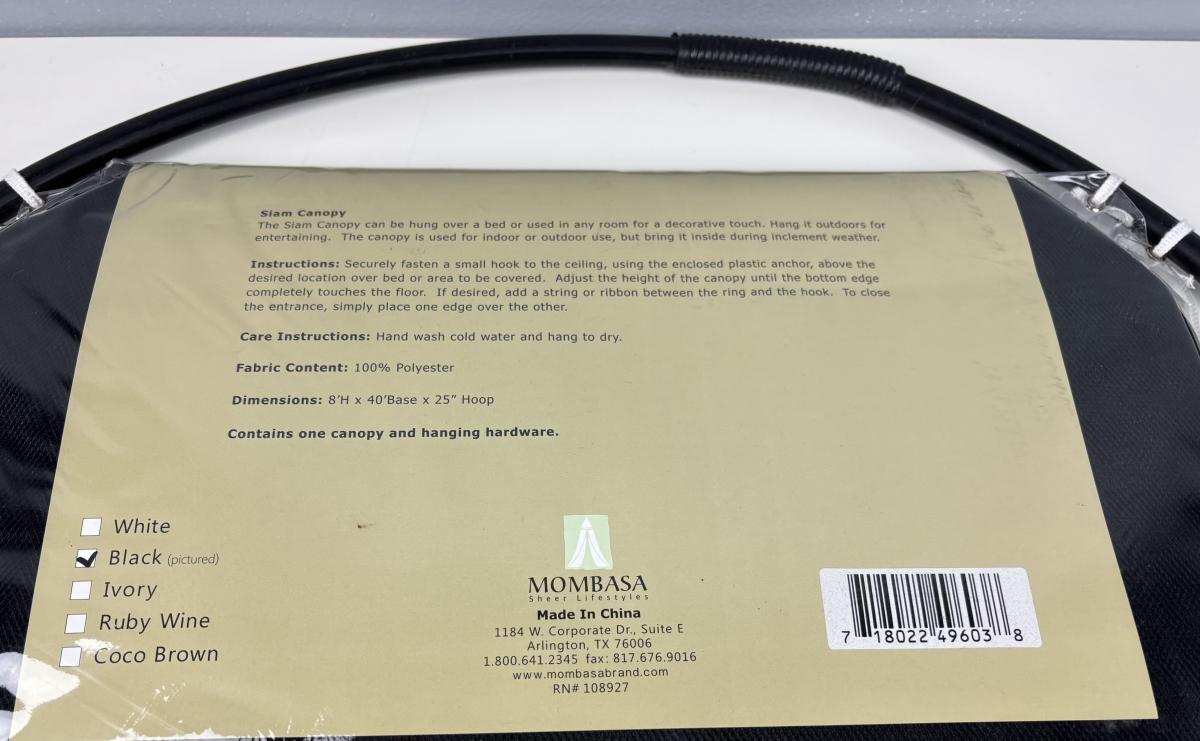 Siam Canopy
The Siam Canopy can be hung over a bed or used in any room for a decorative touch. Hang it outdoors for
entertaining. The canopy is used for indoor or outdoor use, but bring it inside during inclement weather.
Instructions: Securely fasten a small hook to the ceiling, using the enclosed plastic anchor, above the
desired location over bed or area to be covered. Adjust the height of the canopy until the bottom edge
completely touches the floor. If desired, add a string or ribbon between the ring and the hook. To close
the entrance, simply place one edge over the other.
Care Instructions: Hand wash cold water and hang to dry.
Fabric Content: 100% Polyester
Dimensions: 8'H x 40'Base x 25" Hoop
Contains one canopy and hanging hardware.
White
Black (pictured)
Ivory
Ruby Wine
Coco Brown
MOMBASA
Sheer Lifestyles
Made In China
1184 W. Corporate Dr., Suite E
Arlington, TX 76006
1.800.641.2345 fax: 817.676.9016
www.mombasabrand.com
RN# 108927
7 18022 49603 8